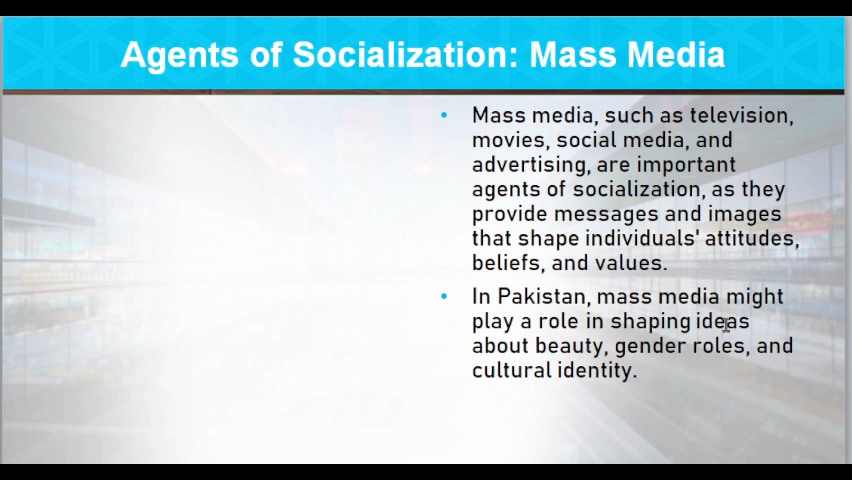 Agents of Socialization: Mass Media
• Mass media, such as television,
movies, social media, and
advertising, are important
agents of socialization, as they
provide messages and images
that shape individuals' attitudes,
beliefs, and values.
• In Pakistan, mass media might
play a role in shaping ideas
about beauty, gender roles, and
cultural identity.